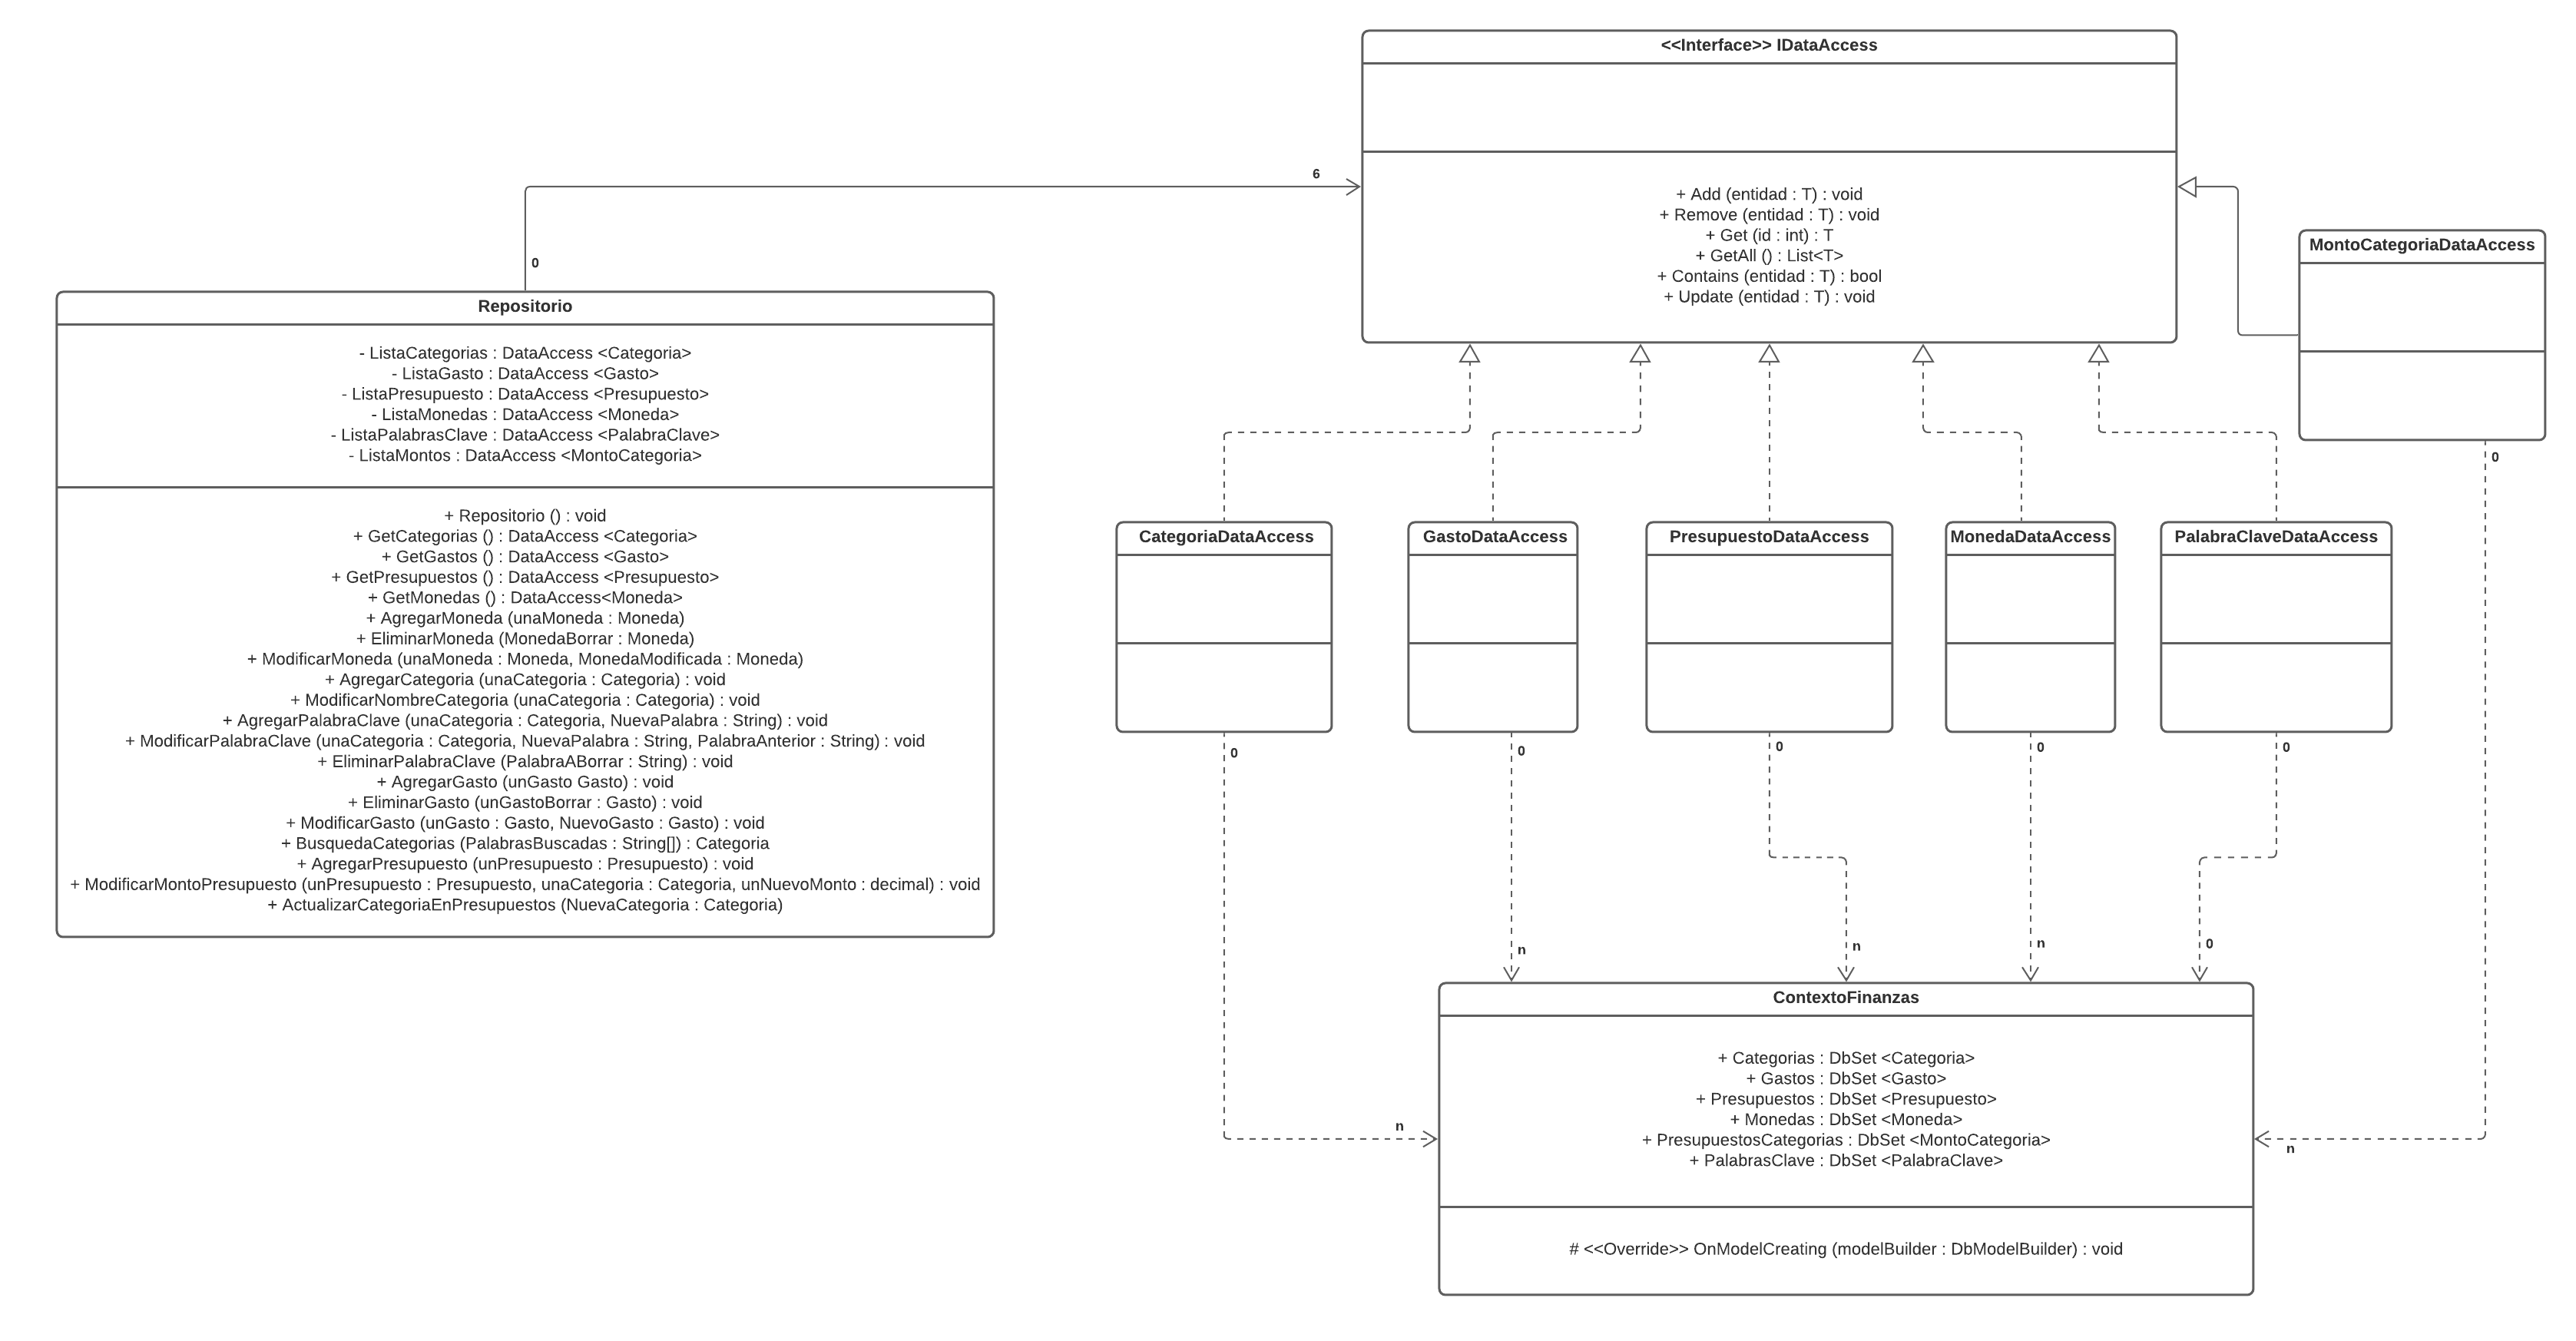 <<Interface>> IDataAccess
+ Add (entidad : T) : void
+ Remove (entidad : T) : void
+ Get (id : int) : T
+ GetAll () : List<T>
+ Contains (entidad : T) : bool
+ Update (entidad : T) : void
6
0
MontoCategoriaDataAccess
0
Repositorio
- ListaCategorias : DataAccess <Categoria>
- ListaGasto : DataAccess <Gasto>
- ListaPresupuesto : DataAccess <Presupuesto>
- ListaMonedas : DataAccess <Moneda>
- ListaPalabrasClave : DataAccess <PalabraClave>
- ListaMontos : DataAccess <MontoCategoria>
+ Repositorio () : void
+ GetCategorias () : DataAccess <Categoria>
+ GetGastos () : DataAccess <Gasto>
+ GetPresupuestos () : DataAccess <Presupuesto>
+ GetMonedas () : DataAccess<Moneda>
+ AgregarMoneda (unaMoneda : Moneda)
+ EliminarMoneda (MonedaBorrar : Moneda)
+ ModificarMoneda (unaMoneda : Moneda, MonedaModificada : Moneda)
+ AgregarCategoria (unaCategoria : Categoria) : void
+ ModificarNombreCategoria (unaCategoria : Categoria) : void
+ AgregarPalabraClave (unaCategoria : Categoria, NuevaPalabra : String) : void
+ ModificarPalabraClave (unaCategoria : Categoria, NuevaPalabra : String, PalabraAnterior : String) : void
+ EliminarPalabraClave (PalabraABorrar : String) : void
+ AgregarGasto (unGasto Gasto) : void
+ EliminarGasto (unGastoBorrar : Gasto) : void
+ ModificarGasto (unGasto : Gasto, NuevoGasto : Gasto) : void
+ BusquedaCategorias (PalabrasBuscadas : String[]) : Categoria
+ AgregarPresupuesto (unPresupuesto : Presupuesto) : void
+ ModificarMontoPresupuesto (unPresupuesto : Presupuesto, unaCategoria : Categoria, unNuevoMonto : decimal) : void
+ ActualizarCategoriaEnPresupuestos (NuevaCategoria : Categoria)
CategoriaDataAccess
GastoDataAccess
PresupuestoDataAccess
MonedaDataAccess
PalabraClaveDataAccess
0
0
0
0
0
n
n
n
0
n
n
ContextoFinanzas
+ Categorias : DbSet <Categoria>
+ Gastos : DbSet <Gasto>
+ Presupuestos : DbSet <Presupuesto>
+ Monedas : DbSet <Moneda>
+ PresupuestosCategorias : DbSet <MontoCategoria>
+ PalabrasClave : DbSet <PalabraClave>
# <<Override>> OnModelCreating (modelBuilder : DbModelBuilder) : void